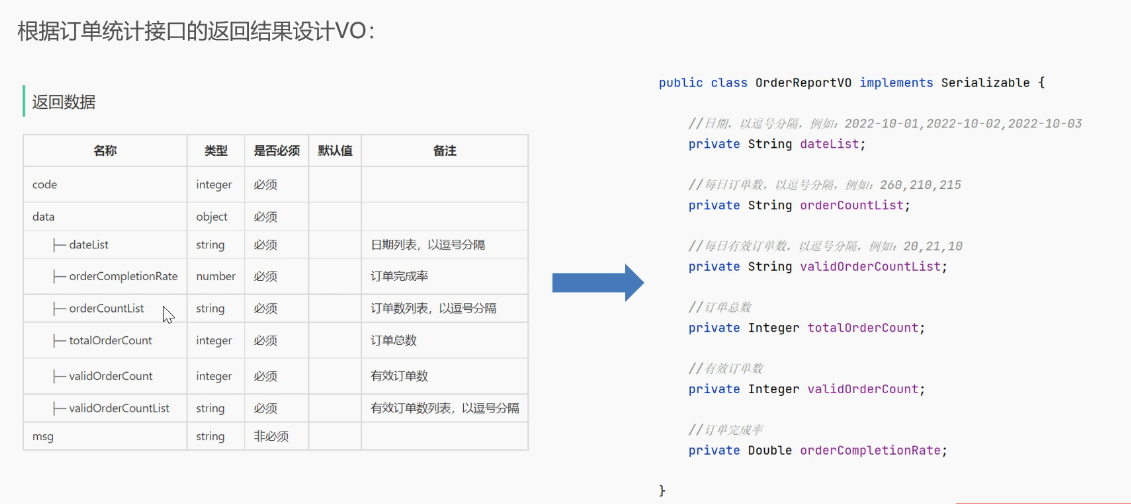 根据订单统计接口的返回结果设计VO：
返回数据
名称 类型 是否必须 默认值 备注
code integer 必须
data object 必须
├─ dateList string 必须 日期列表，以逗号分隔
├─ orderCompletionRate number 必须 订单完成率
├─ orderCountList string 必须 订单数列表，以逗号分隔
├─ totalOrderCount integer 必须 订单总数
├─ validOrderCount integer 必须 有效订单数
├─ validOrderCountList string 必须 有效订单数列表，以逗号分隔
msg string 非必须
public class OrderReportVO implements Serializable {
//日期，以逗号分隔，例如：2022-10-01,2022-10-02,2022-10-03
private String dateList;
//每日订单数，以逗号分隔，例如：260,210,215
private String orderCountList;
//每日有效订单数，以逗号分隔，例如：20,21,10
private String validOrderCountList;
//订单总数
private Integer totalOrderCount;
//有效订单数
private Integer validOrderCount;
//订单完成率
private Double orderCompletionRate;
}